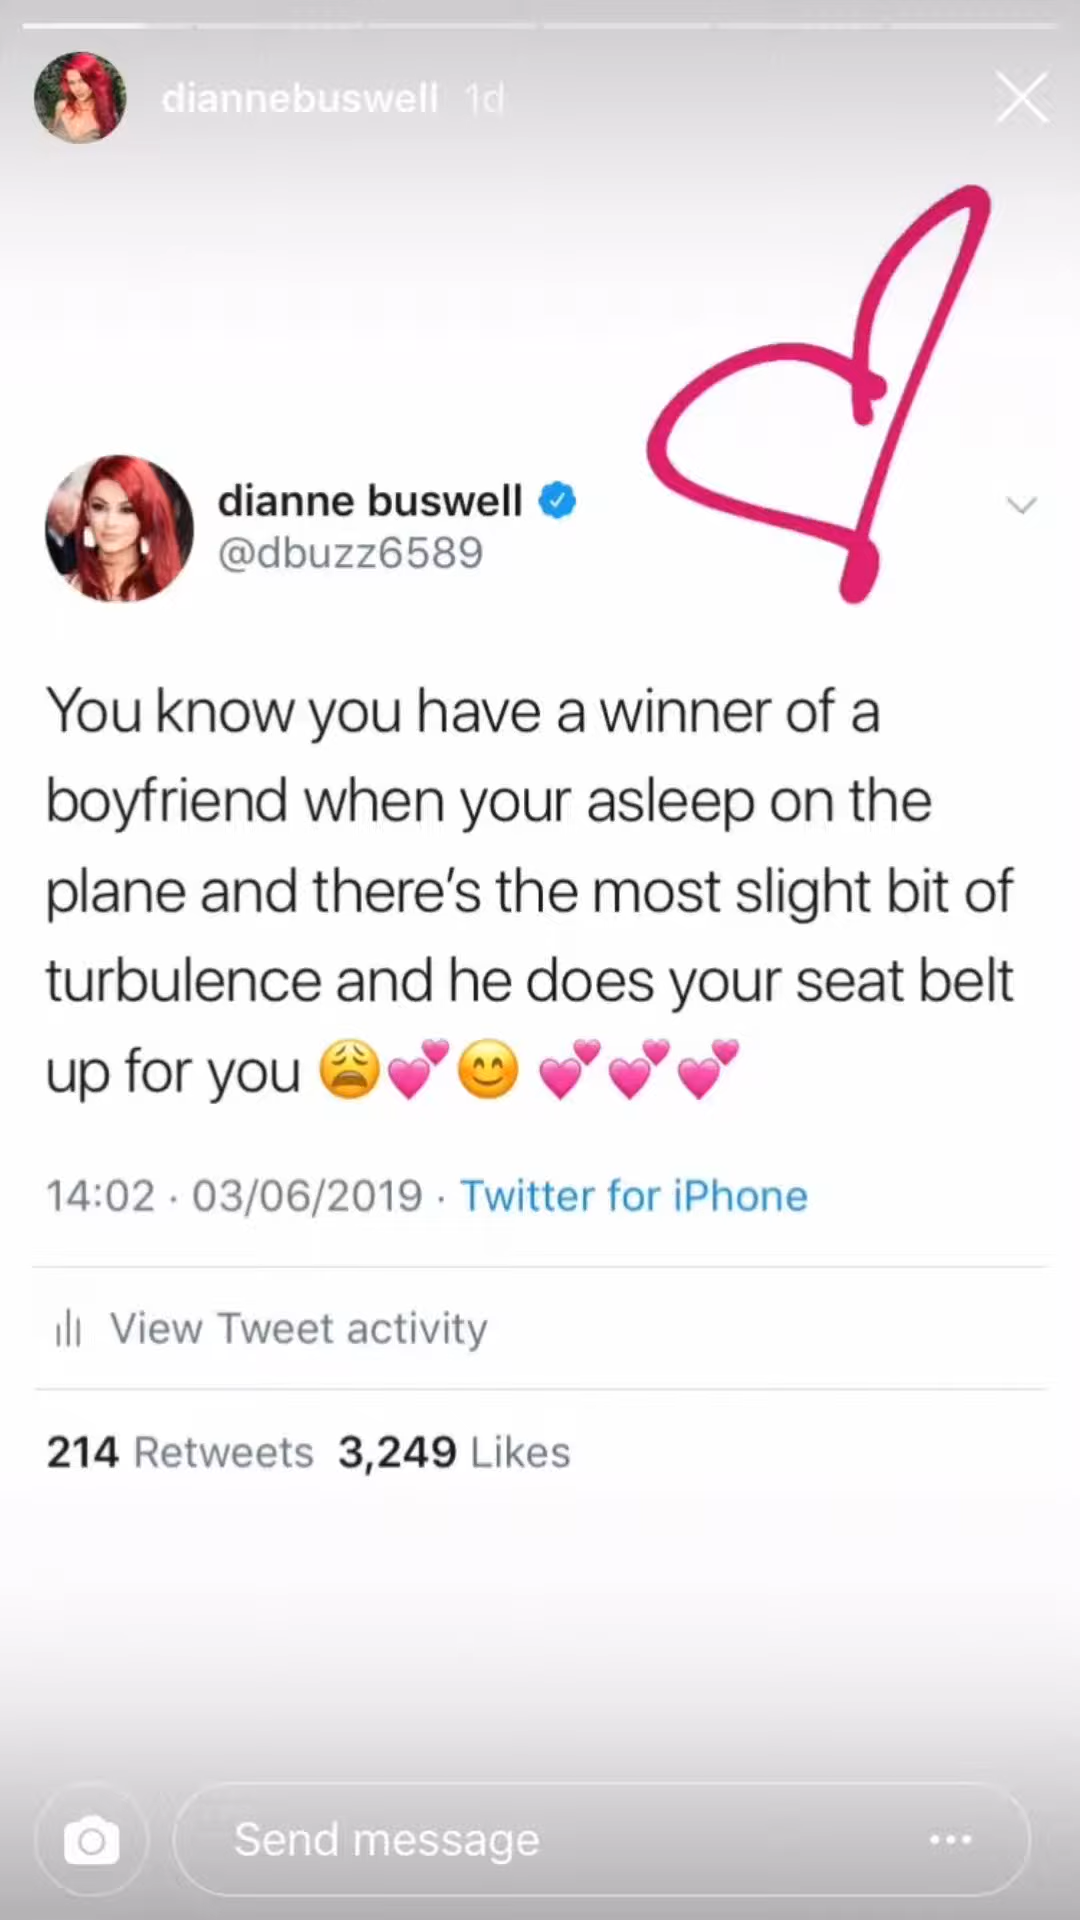 diannebuswell 1d
dianne buswell
@dbuzz6589
You know you have a winner of a
boyfriend when your asleep on the
plane and there's the most slight bit of
turbulence and he does your seat belt
up for you 😩💕😊 💕💕💕
14:02 · 03/06/2019 · Twitter for iPhone
View Tweet activity
214 Retweets 3,249 Likes
Send message